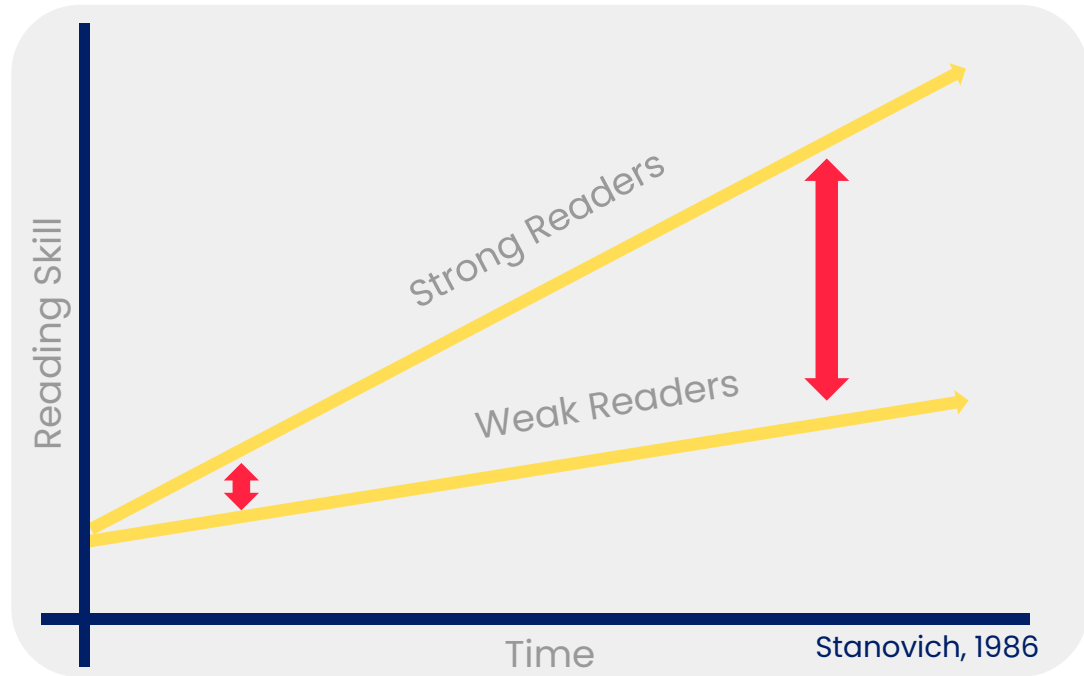 Strong Readers
Reading Skill
Weak Readers
Time
Stanovich, 1986